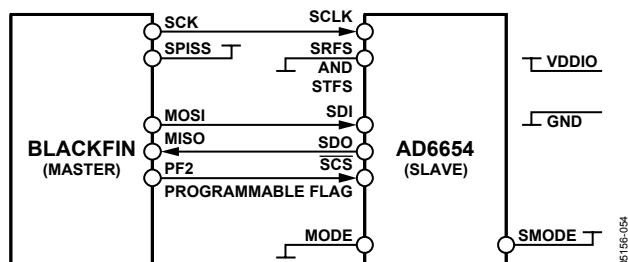 SCK
SCLK
SPISS
SRFS
AND
STFS
VDDIO
MOSI
SDI
GND
BLACKFIN
(MASTER)
MISO
SDO
AD6654
(SLAVE)
PF2
SCS
PROGRAMMABLE FLAG
MODE
SMODE
05156-054